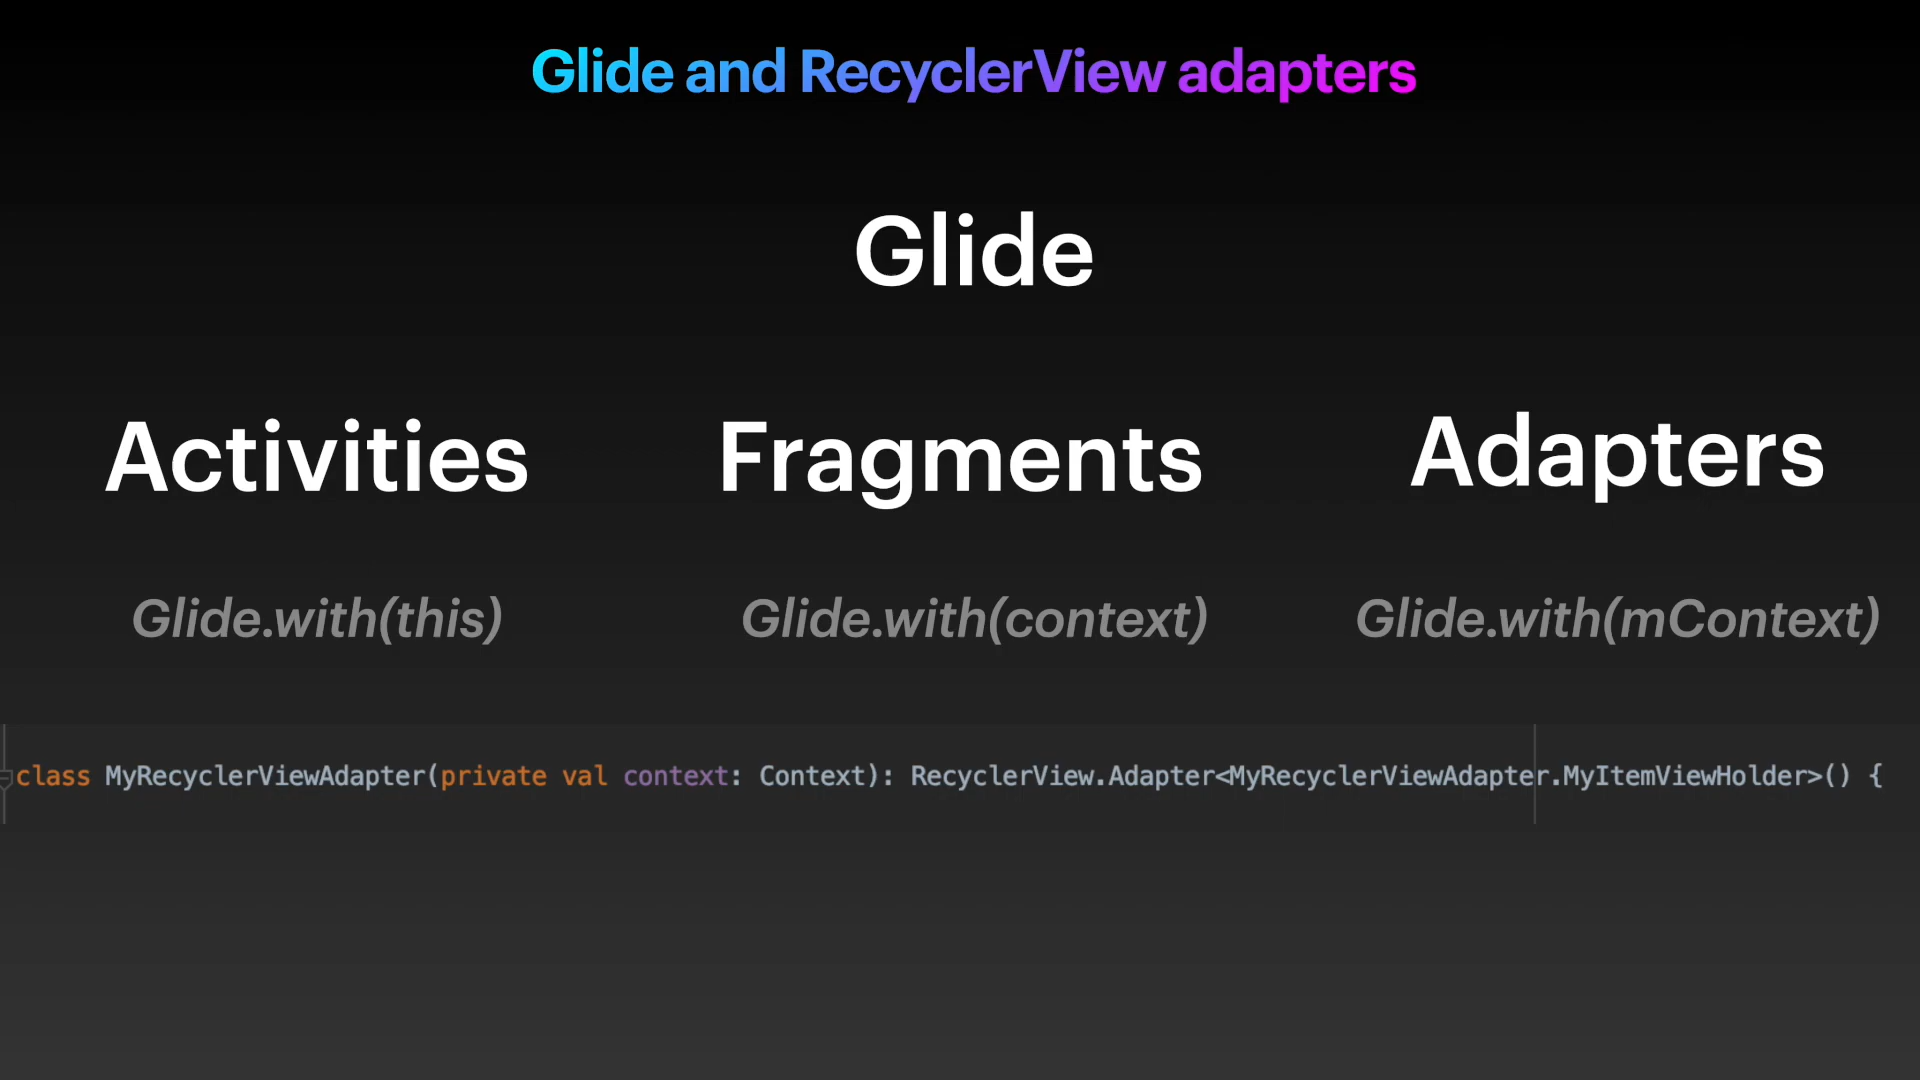 Glide and RecyclerView adapters
Glide
Activities
Fragments
Adapters
Glide.with(this)
Glide.with(context)
Glide.with(mContext)
class MyRecyclerViewAdapter(private val context: Context): RecyclerView.Adapter<MyRecyclerViewAdapter.MyItemViewHolder>() {